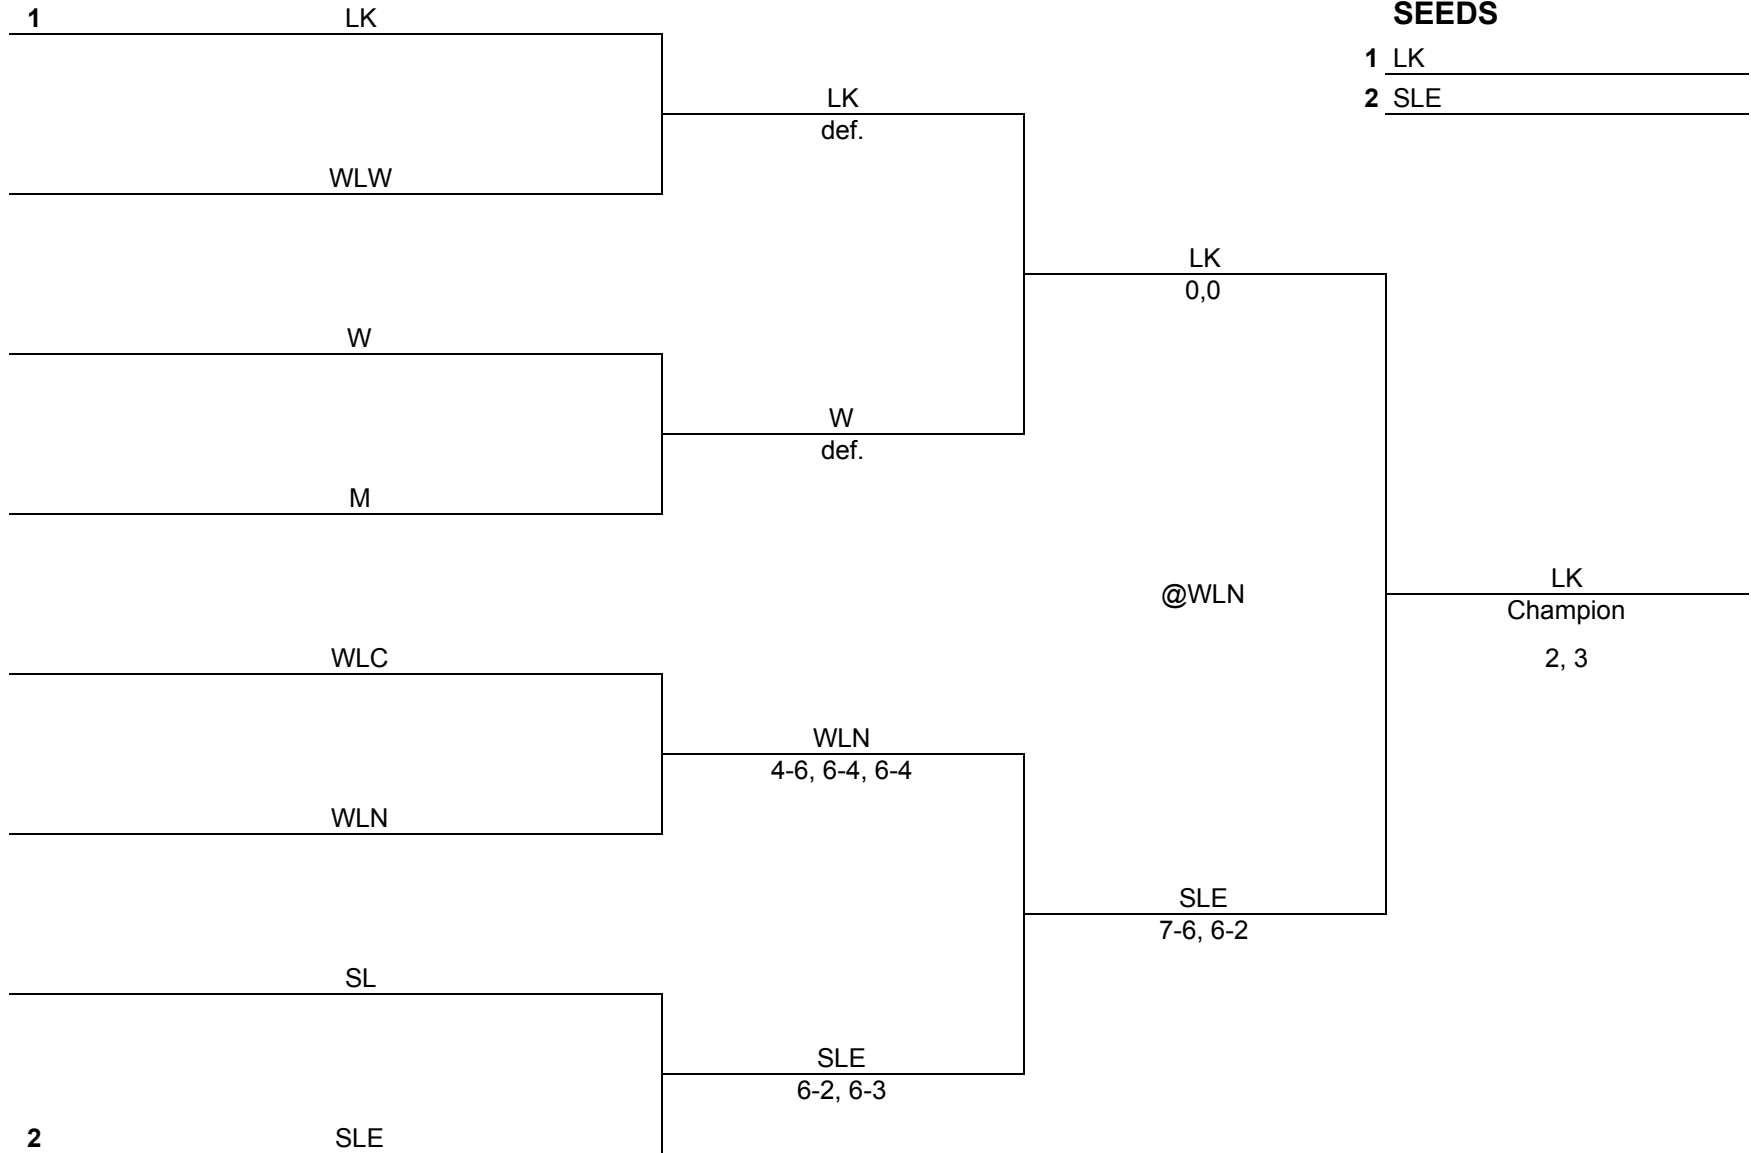 SEEDS
1 LK
1 LK
2 SLE
LK
def.
WLW
LK
0,0
W
W
def.
M
LK
@WLN
Champion
WLC
2, 3
WLN
4-6, 6-4, 6-4
WLN
SLE
7-6, 6-2
SL
SLE
6-2, 6-3
2 SLE